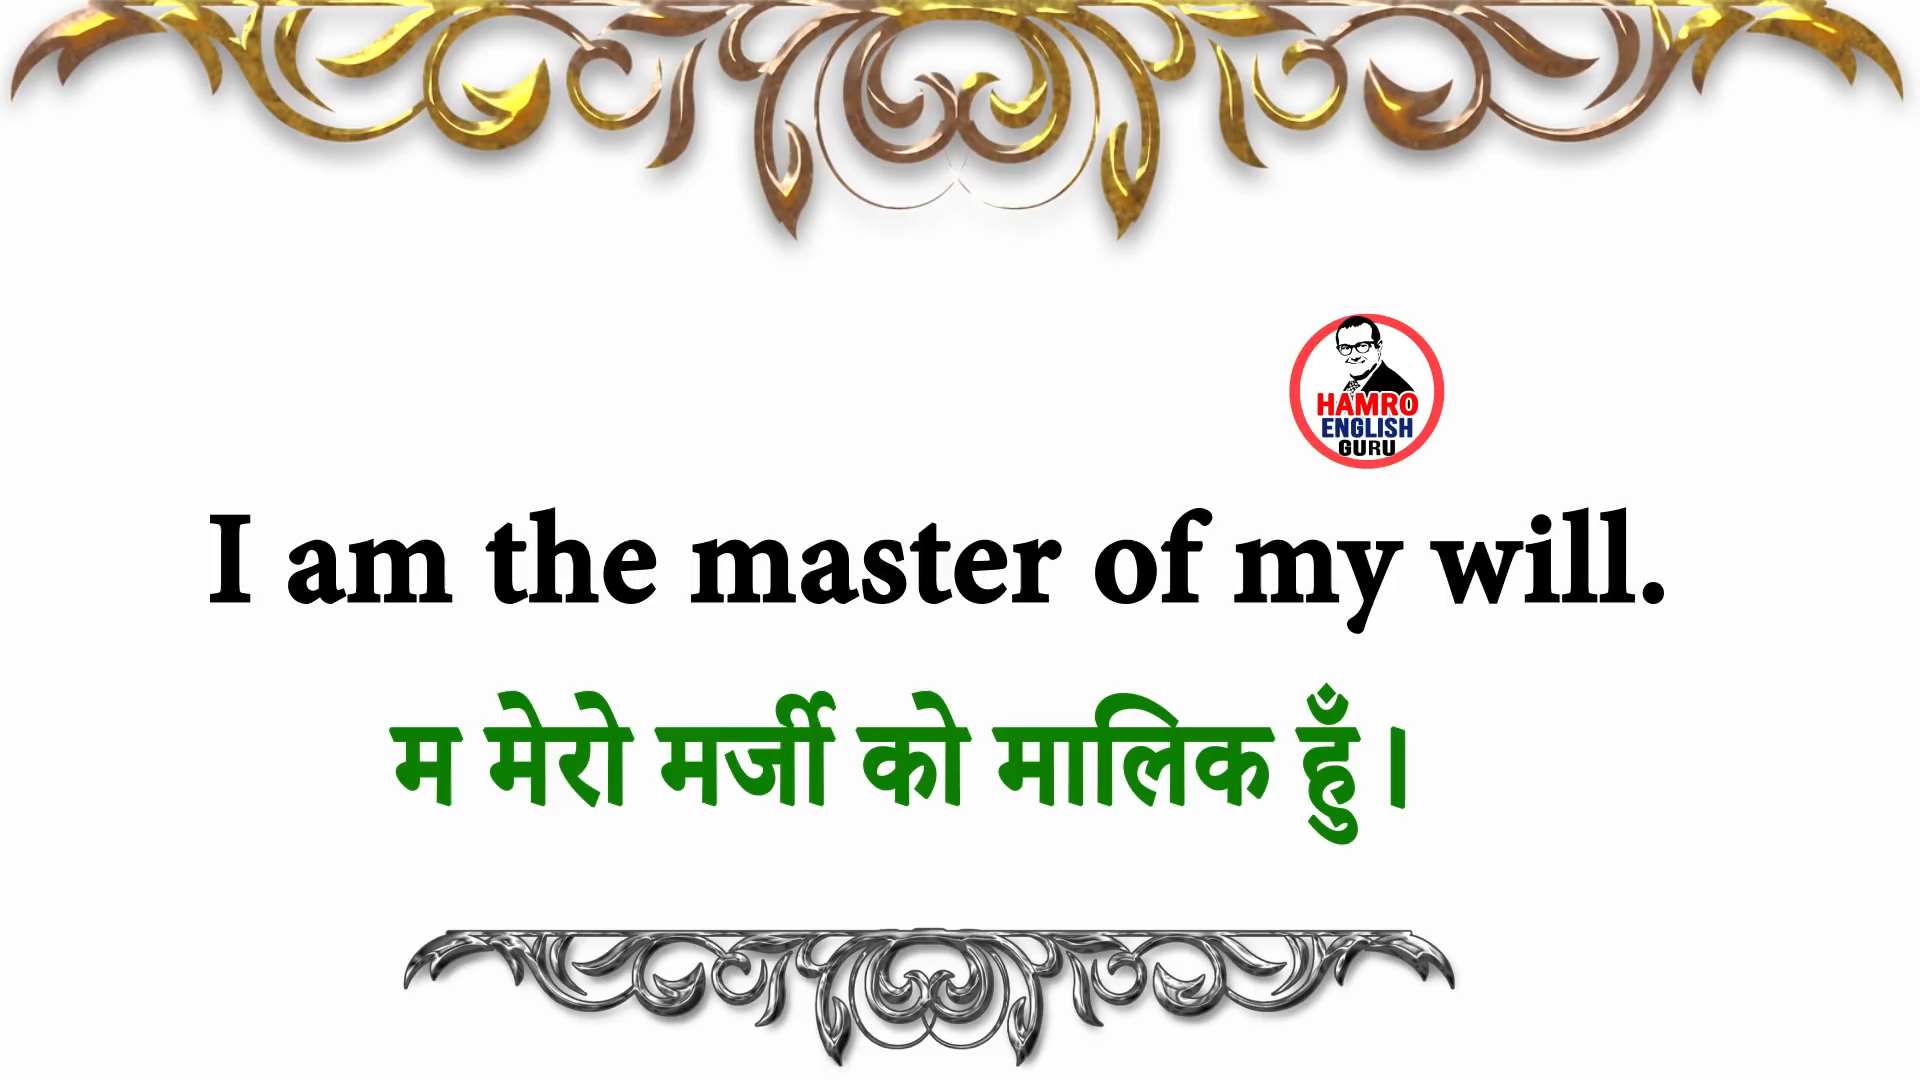 HAMRO
ENGLISH
GURU
I am the master of my will.
म मेरो मर्जी को मालिक हुँ।